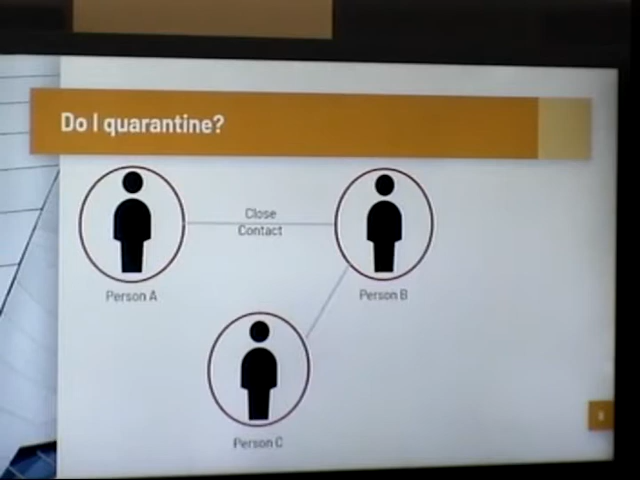 Do I quarantine?
Close
Contact
Person A
Person B
Person C